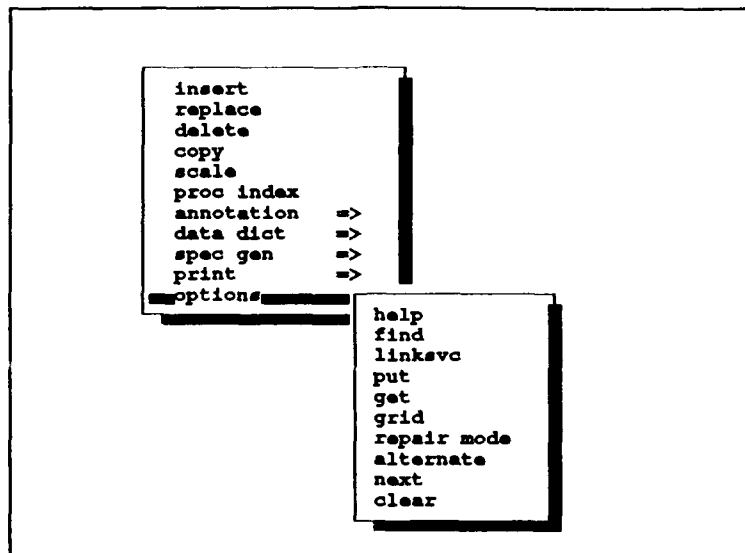 insert
replace
delete
copy
scale
proc index
annotation =>
data dict =>
spec gen =>
print =>
options
help
find
linksvc
put
get
grid
repair mode
alternate
next
clear